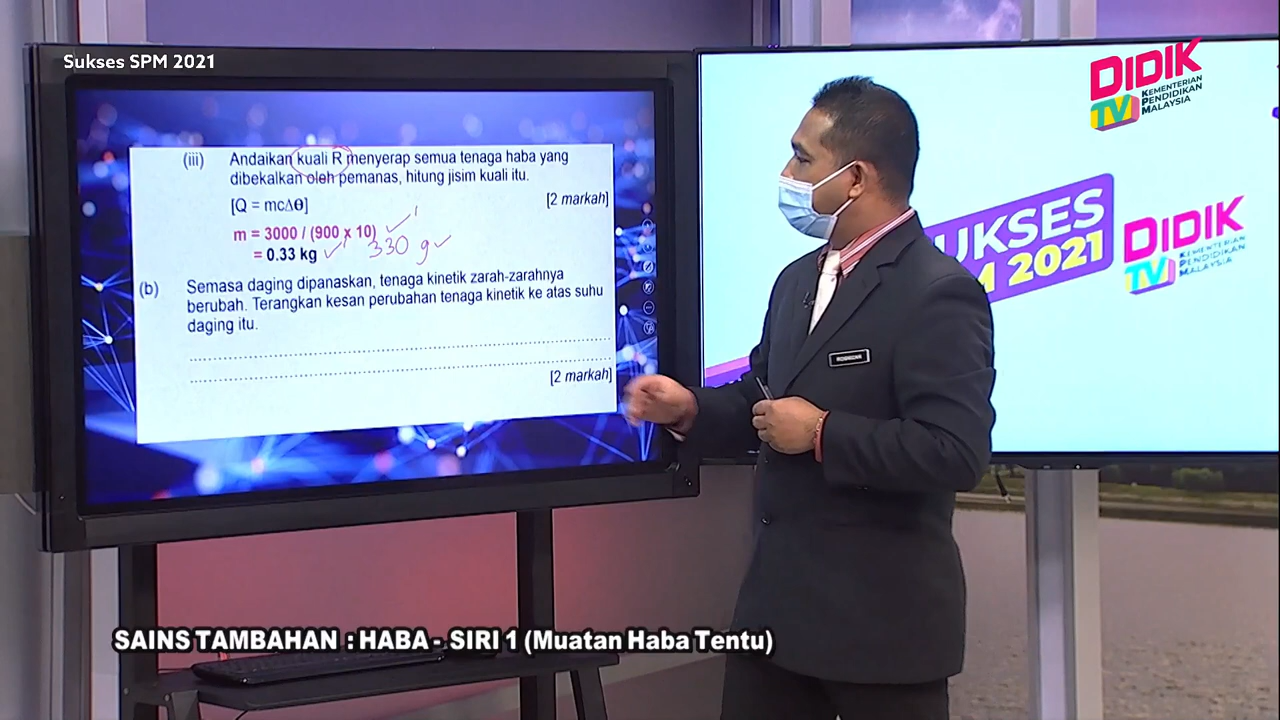 Sukses SPM 2021
(iii) Andaikan kuali R menyerap semua tenaga haba yang
dibekalkan oleh pemanas, hitung jisim kuali itu.
[Q = mcΔθ] [2 markah]
m = 3000 / (900 x 10) ✓ 1
= 0.33 kg ✓ 330 g ✓
(b) Semasa daging dipanaskan, tenaga kinetik zarah-zarahnya
berubah. Terangkan kesan perubahan tenaga kinetik ke atas suhu
daging itu.
[2 markah]
DIDIK
TV KEMENTERIAN
PENDIDIKAN
MALAYSIA
UKSES
M 2021
DIDIK
TV KEMENTERIAN
PENDIDIKAN
MALAYSIA
SAINS TAMBAHAN : HABA - SIRI 1 (Muatan Haba Tentu)